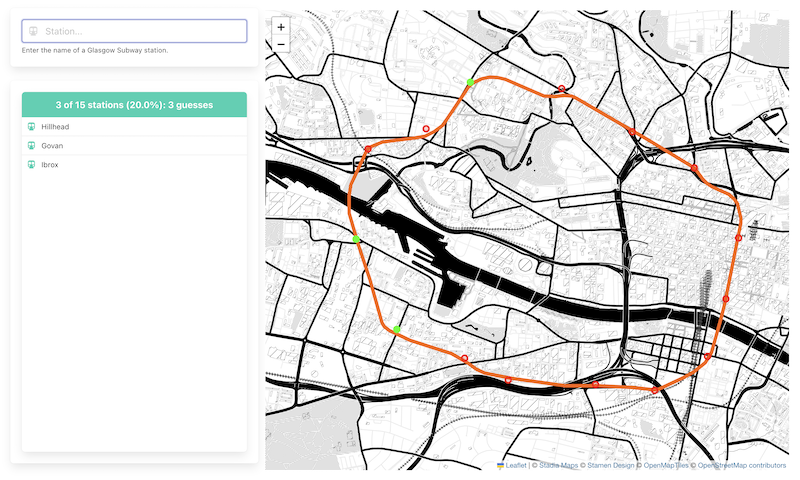 Station...
Enter the name of a Glasgow Subway station.
3 of 15 stations (20.0%): 3 guesses
Hillhead
Govan
Ibrox
+
−
Leaflet | © Stadia Maps © Stamen Design © OpenMapTiles © OpenStreetMap contributors